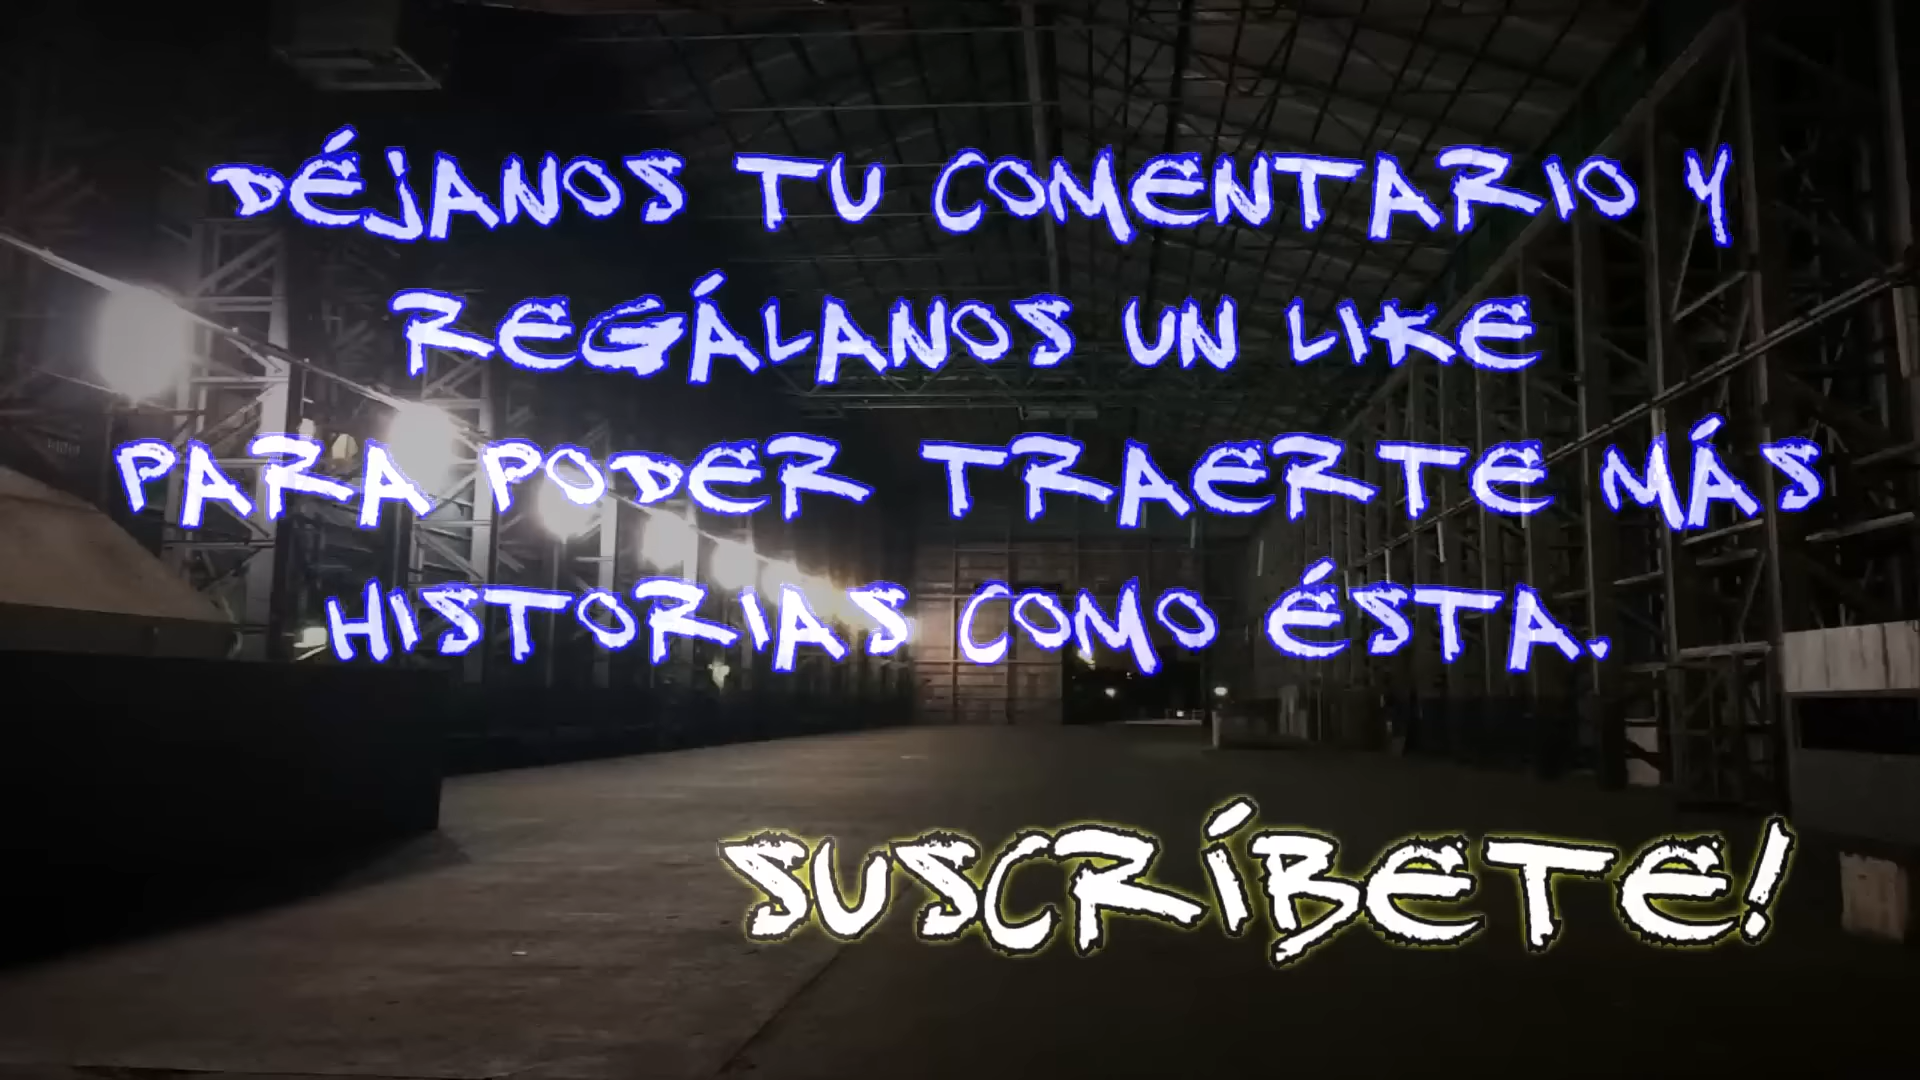 DÉJANOS TU COMENTARIO Y
REGÁLANOS UN LIKE
PARA PODER TRAERTE MÁS
HISTORIAS COMO ÉSTA.
SUSCRÍBETE!